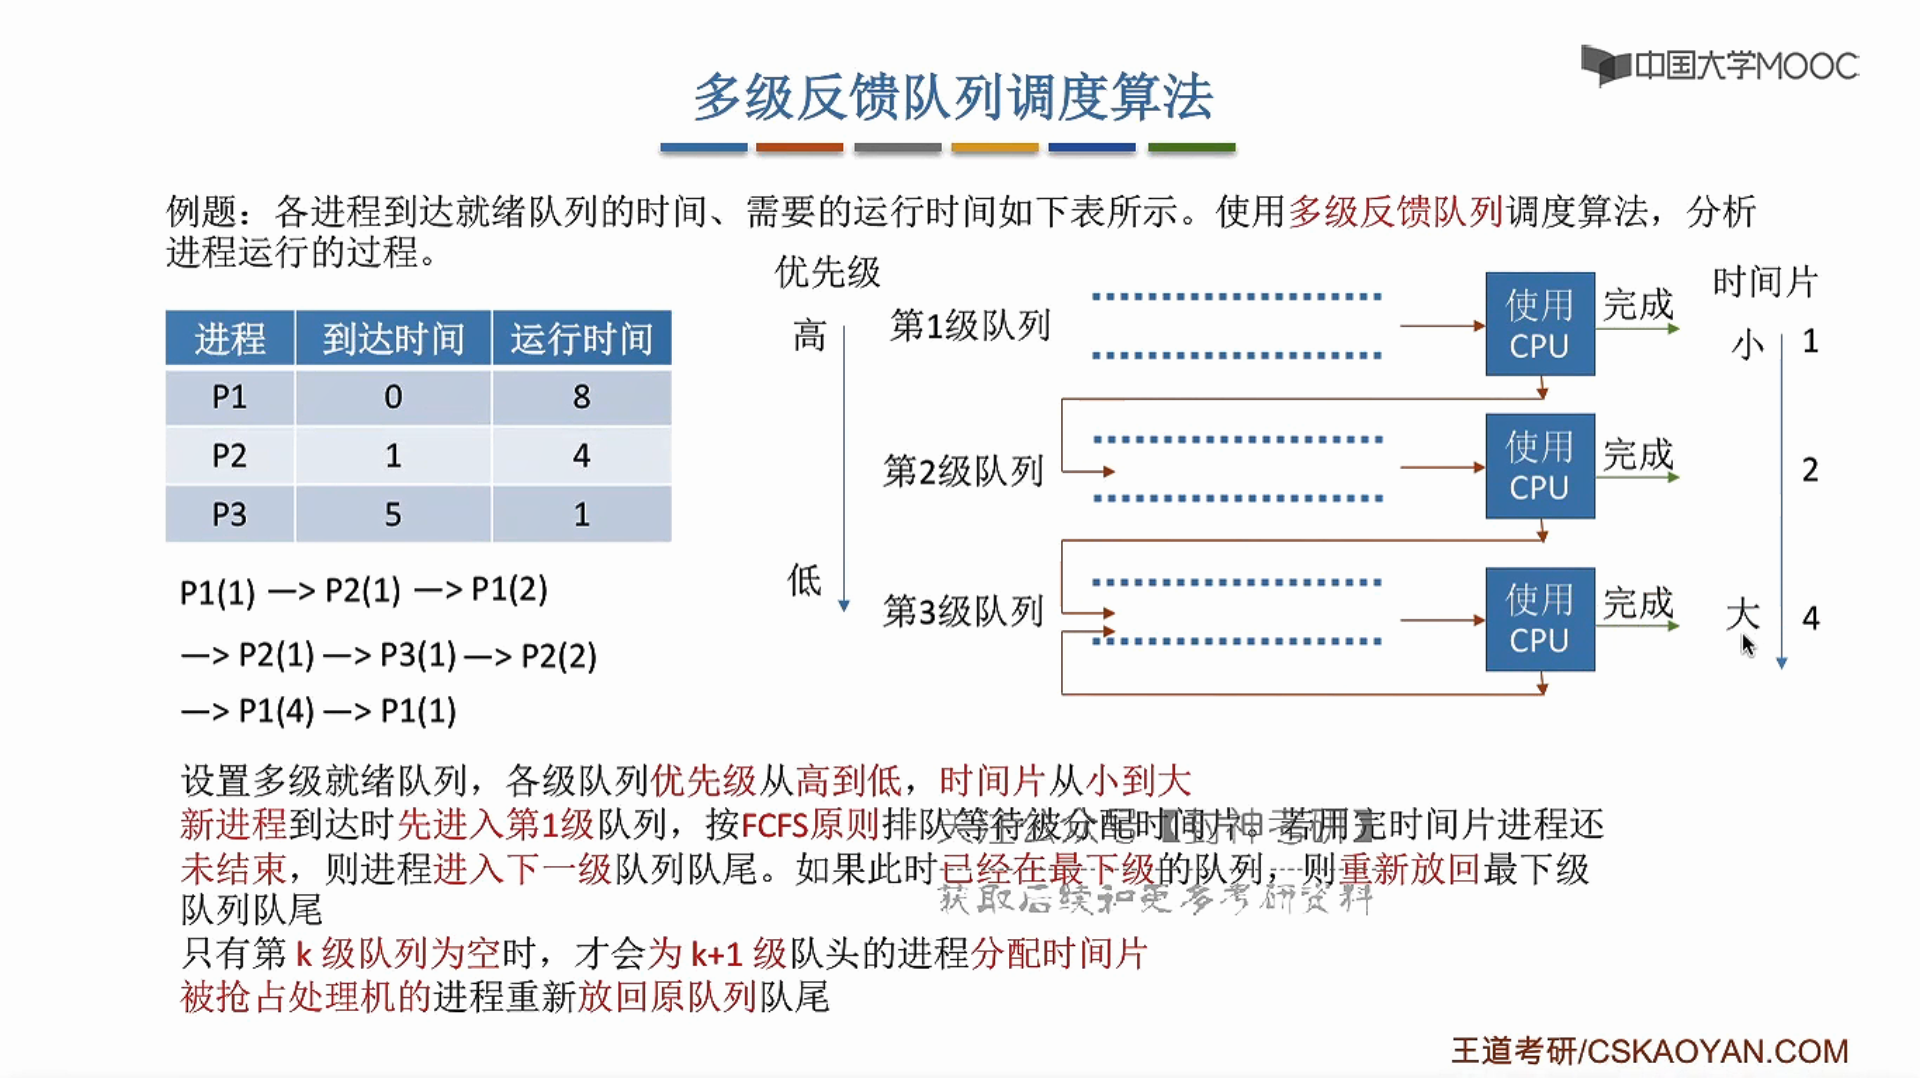 中国大学MOOC
多级反馈队列调度算法
例题：各进程到达就绪队列的时间、需要的运行时间如下表所示。使用多级反馈队列调度算法，分析
进程运行的过程。
进程 到达时间 运行时间
P1 0 8
P2 1 4
P3 5 1
P1(1) —> P2(1) —> P1(2)
—> P2(1) —> P3(1) —> P2(2)
—> P1(4) —> P1(1)
优先级
高
低
第1级队列
使用
CPU
完成
第2级队列
使用
CPU
完成
第3级队列
使用
CPU
完成
时间片
小 1
2
大 4
设置多级就绪队列，各级队列优先级从高到低，时间片从小到大
新进程到达时先进入第1级队列，按FCFS原则排队等待被分配时间片。若用完时间片进程还
未结束，则进程进入下一级队列队尾。如果此时已经在最下级的队列，则重新放回最下级
队列队尾
只有第 k 级队列为空时，才会为 k+1 级队头的进程分配时间片
被抢占处理机的进程重新放回原队列队尾
关注公众号【封神考研】
获取后续和更多考研资料
王道考研/CSKAOYAN.COM